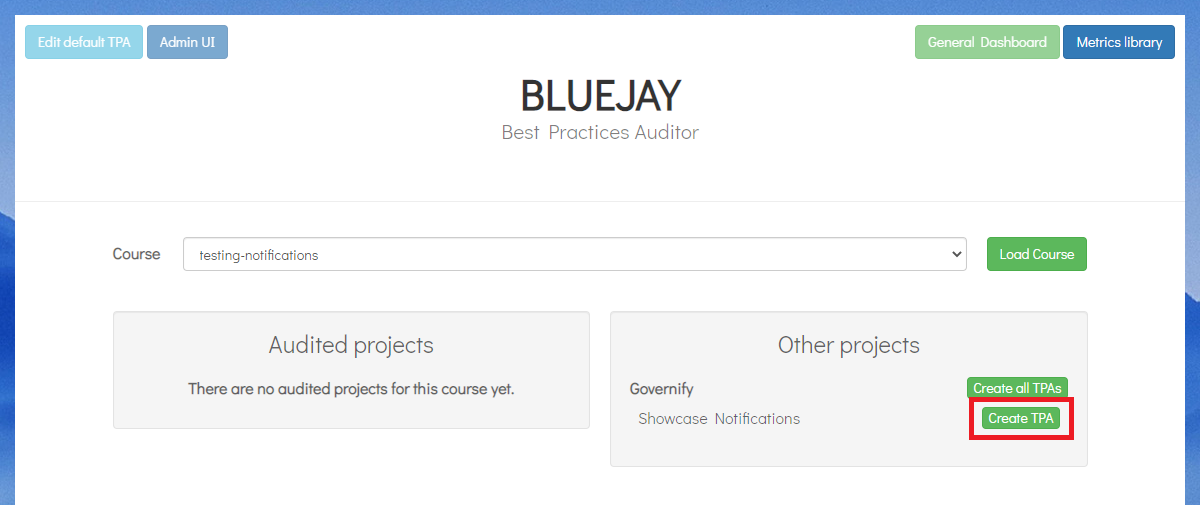 Edit default TPA
Admin UI
General Dashboard
Metrics library
BLUEJAY
Best Practices Auditor
Course
testing-notifications
Load Course
Audited projects
There are no audited projects for this course yet.
Other projects
Governify
Create all TPAs
Showcase Notifications
Create TPA